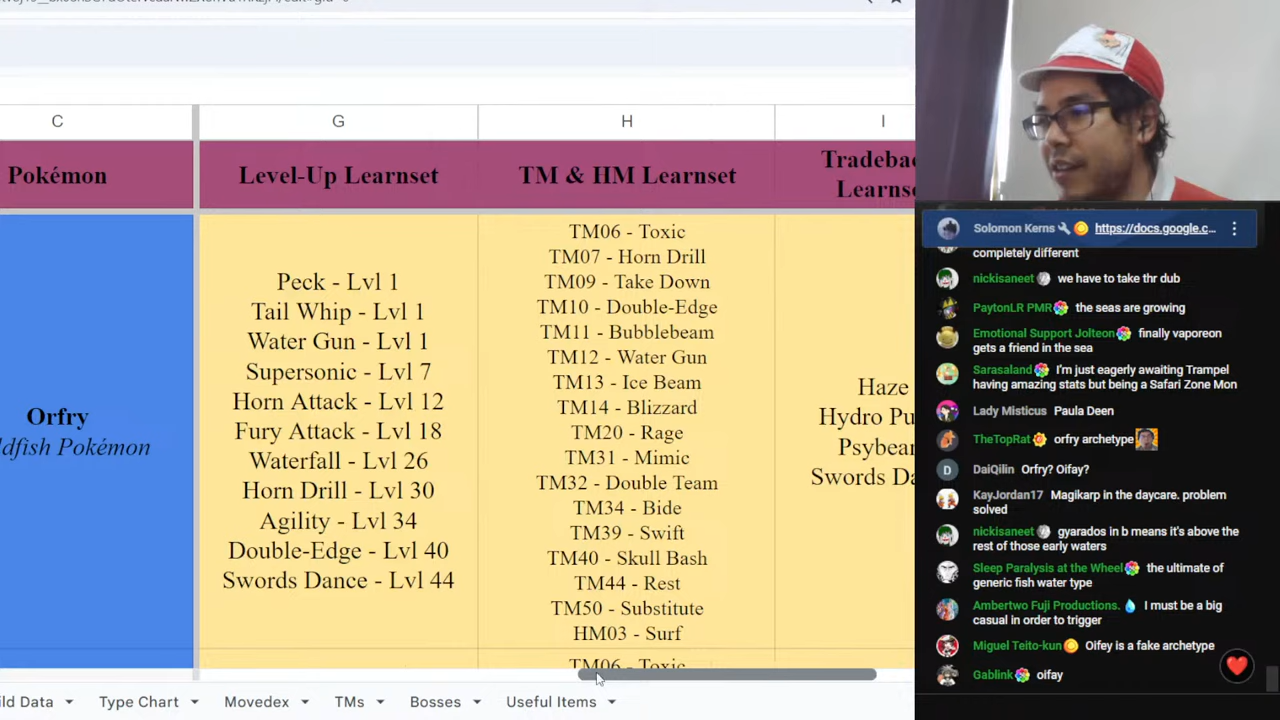 C
G
H
I
Pokémon
Level-Up Learnset
TM & HM Learnset
Orfry
Peck - Lvl 1
Tail Whip - Lvl 1
Water Gun - Lvl 1
Supersonic - Lvl 7
Horn Attack - Lvl 12
Fury Attack - Lvl 18
Waterfall - Lvl 26
Horn Drill - Lvl 30
Agility - Lvl 34
Double-Edge - Lvl 40
Swords Dance - Lvl 44
TM06 - Toxic
TM07 - Horn Drill
TM09 - Take Down
TM10 - Double-Edge
TM11 - Bubblebeam
TM12 - Water Gun
TM13 - Ice Beam
TM14 - Blizzard
TM20 - Rage
TM31 - Mimic
TM32 - Double Team
TM34 - Bide
TM39 - Swift
TM40 - Skull Bash
TM44 - Rest
TM50 - Substitute
HM03 - Surf
TM06 - Toxic
Tradeba
Learns
Haze
Hydro Pu
Psybea
Swords Da
ild Data
Type Chart
Movedex
TMs
Bosses
Useful Items
Solomon Kerns https://docs.google.c...
completely different
nickisaneet we have to take thr dub
PaytonLR PMR the seas are growing
Emotional Support Jolteon finally vaporeon
gets a friend in the sea
Sarasaland I'm just eagerly awaiting Trampel
having amazing stats but being a Safari Zone Mon
Lady Misticus Paula Deen
TheTopRat orfry archetype
D DaiQilin Orfry? Oifay?
KayJordan17 Magikarp in the daycare. problem
solved
nickisaneet gyarados in b means it's above the
rest of those early waters
Sleep Paralysis at the Wheel the ultimate of
generic fish water type
Ambertwo Fuji Productions. I must be a big
casual in order to trigger
Miguel Teito-kun Oifey is a fake archetype
Gablink oifay